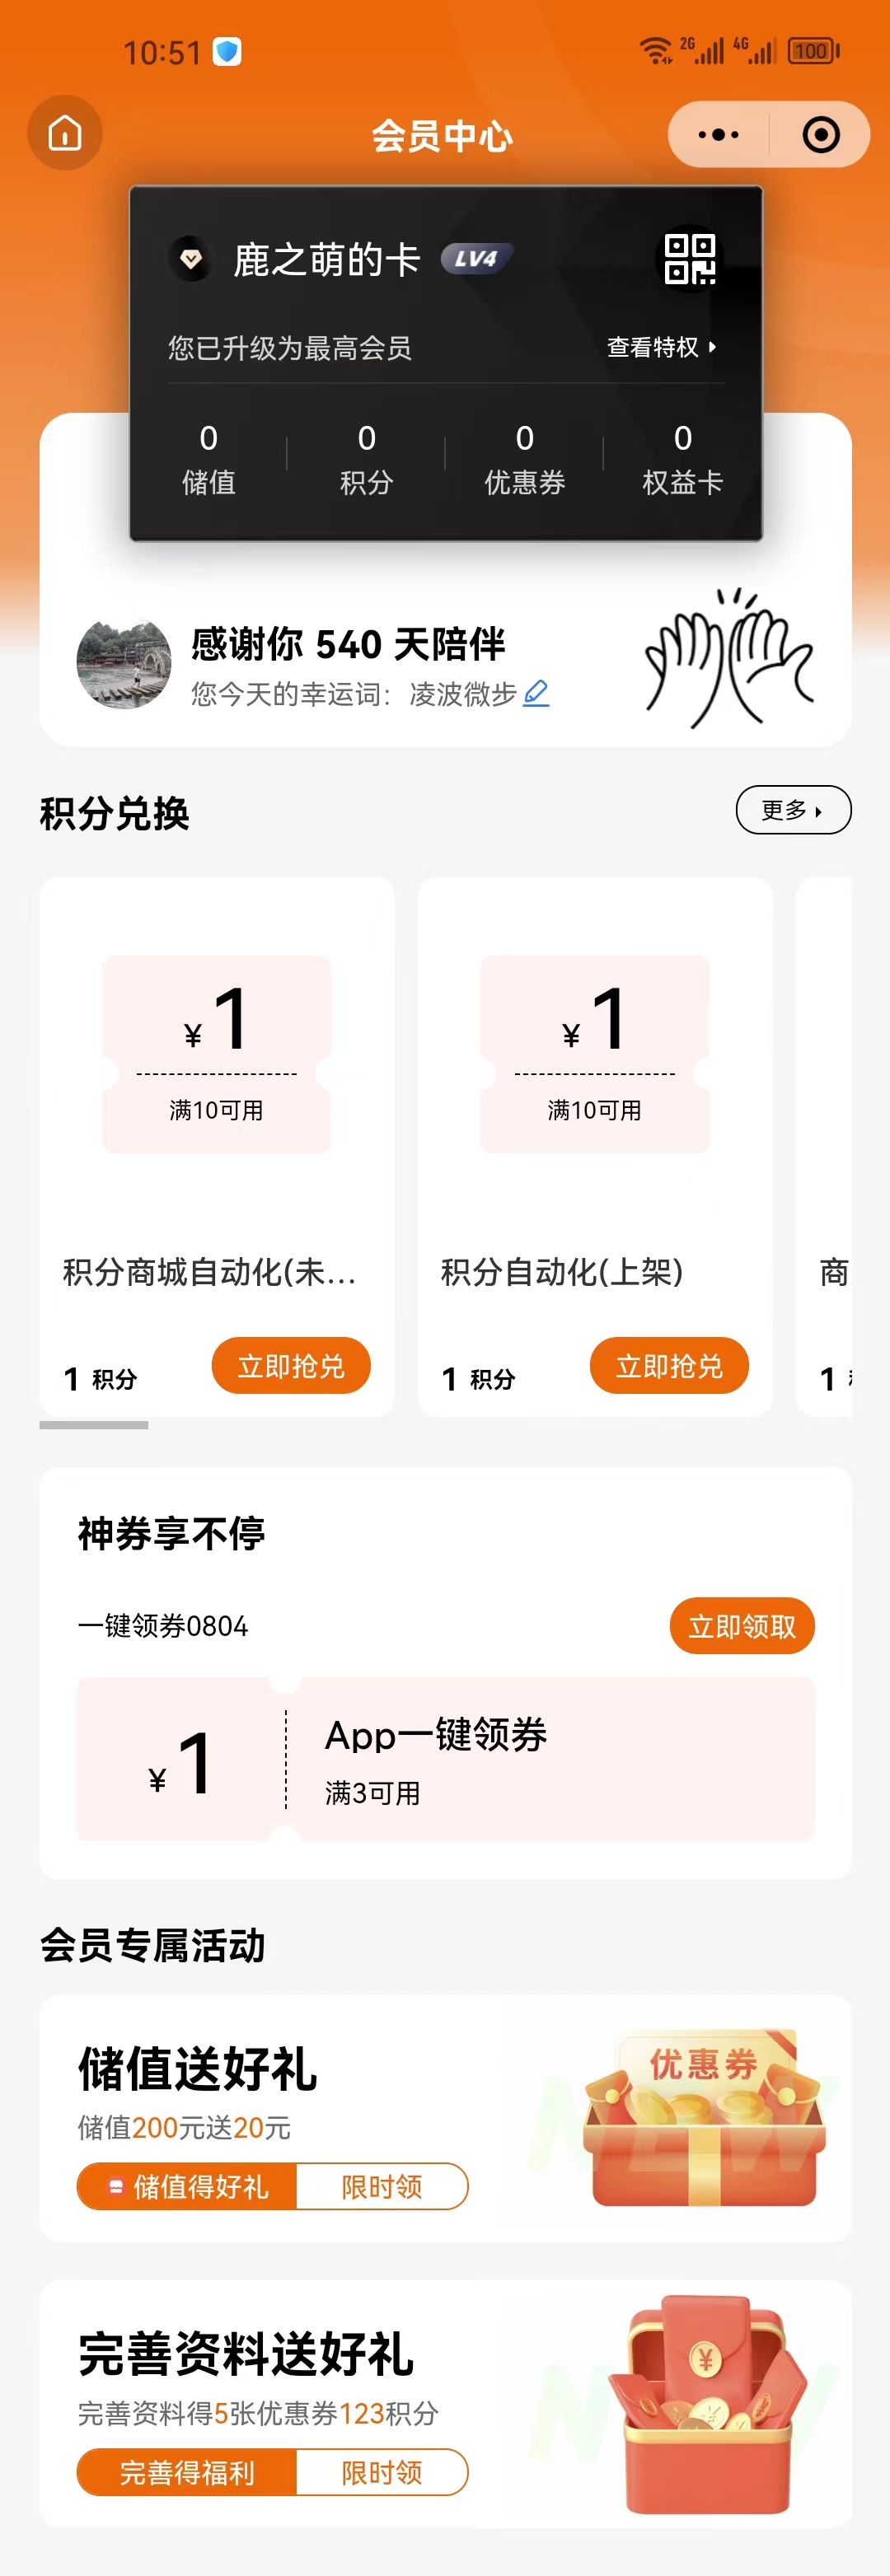 10:51
2G 4G 100
会员中心
鹿之萌的卡 LV4
您已升级为最高会员 查看特权
0 0 0 0
储值 积分 优惠券 权益卡
感谢你 540 天陪伴
您今天的幸运词：凌波微步
积分兑换 更多
¥1 ¥1
满10可用 满10可用
积分商城自动化(未... 积分自动化(上架) 商
1 积分 立即抢兑 1 积分 立即抢兑 1
神券享不停
一键领券0804 立即领取
¥1 App一键领券
满3可用
会员专属活动
储值送好礼
优惠券
储值200元送20元
NEW
储值得好礼 限时领
完善资料送好礼
¥
完善资料得5张优惠券123积分
完善得福利 限时领